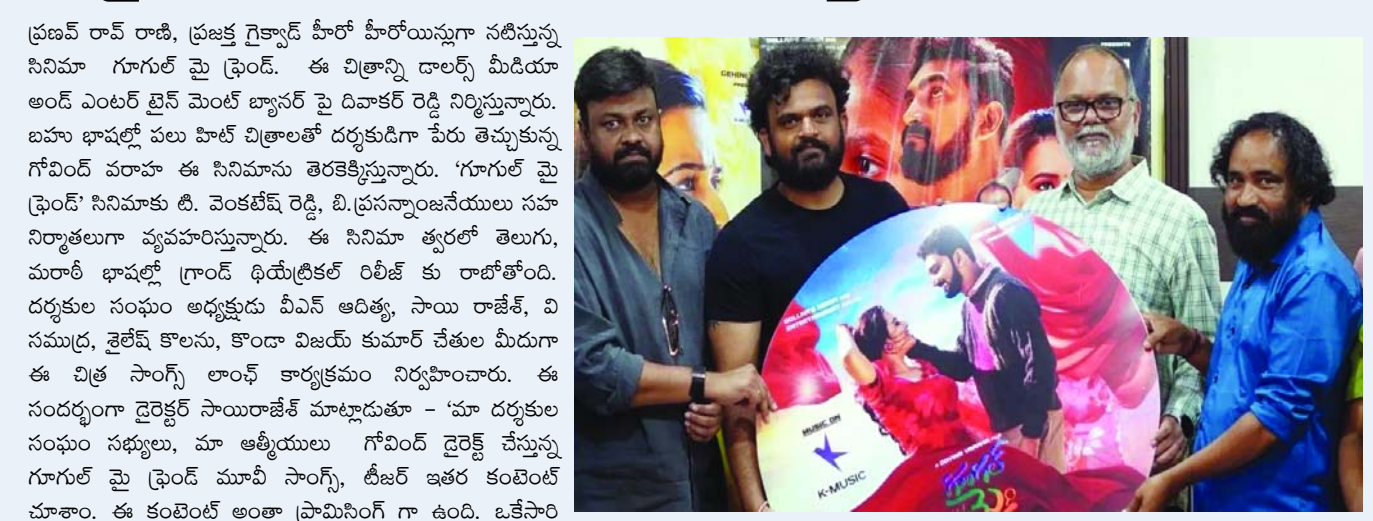 ప్రణవ్ రావ్ రాణి, ప్రజక్త గైక్వాడ్ హీరో హీరోయిన్లుగా నటిస్తున్న
సినిమా గూగుల్ మై ఫ్రెండ్. ఈ చిత్రాన్ని డాలర్స్ మీడియా
అండ్ ఎంటర్ టైన్ మెంట్ బ్యానర్ పై దివాకర్ రెడ్డి నిర్మిస్తున్నారు.
బహు భాషల్లో పలు హిట్ చిత్రాలతో దర్శకుడిగా పేరు తెచ్చుకున్న
గోవింద్ వరాహ ఈ సినిమాను తెరకెక్కిస్తున్నారు. ‘గూగుల్ మై
ఫ్రెండ్’ సినిమాకు టి. వెంకటేష్ రెడ్డి, బి.ప్రసన్నాంజనేయులు సహ
నిర్మాతలుగా వ్యవహరిస్తున్నారు. ఈ సినిమా త్వరలో తెలుగు,
మరాఠీ భాషల్లో గ్రాండ్ థియేట్రికల్ రిలీజ్ కు రాబోతోంది.
దర్శకుల సంఘం అధ్యక్షుడు వీఎన్ ఆదిత్య, సాయి రాజేశ్, వి
సముద్ర, శైలేష్ కొలను, కొండా విజయ్ కుమార్ చేతుల మీదుగా
ఈ చిత్ర సాంగ్స్ లాంఛ్ కార్యక్రమం నిర్వహించారు. ఈ
సందర్భంగా డైరెక్టర్ సాయిరాజేశ్ మాట్లాడుతూ - ‘మా దర్శకుల
సంఘం సభ్యులు, మా ఆత్మీయులు గోవింద్ డైరెక్ట్ చేస్తున్న
గూగుల్ మై ఫ్రెండ్ మూవీ సాంగ్స్, టీజర్ ఇతర కంటెంట్
చూశాం. ఈ కంటెంట్ అంతా ప్రామిసింగ్ గా ఉంది. ఒకేసారి
PRESENTS
MUSIC ON
K-MUSIC
గూగుల్
మై